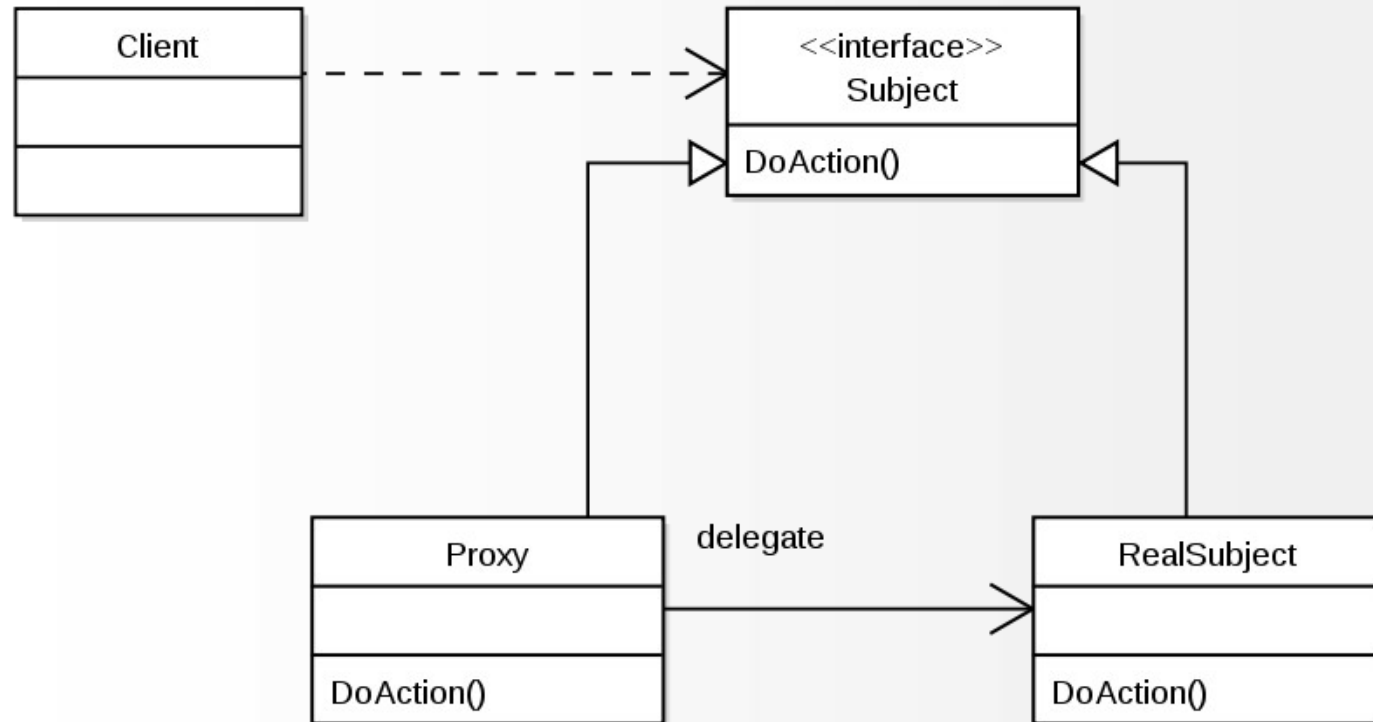 Client
<<interface>>
Subject
DoAction()
delegate
Proxy
RealSubject
DoAction()
DoAction()